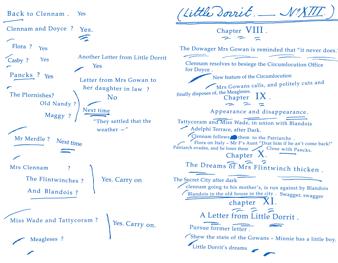 Back to Clennam . Yes
Clennam and Doyce ? Yes.
Flora ? Yes
Casby ? Yes
Another Letter from Little Dorrit
Yes
Pancks ? Yes
Letter from Mrs Gowan to
her daughter in law ?
No
The Plornishes?
Old Nandy ?
Maggy ?
Next time
"They settled that the
weather –"
Mr Merdle ? Next time
Mrs Clennam
The Flintwinches ?
And Blandois ?
Yes. Carry on
Miss Wade and Tattycoram ?
Yes. Carry on.
Meagleses ?
(Little Dorrit. — No XIII.)
Chapter VIII.
The Dowager Mrs Gowan is reminded that "it never does"
Clennam resolves to besiege the Circumlocution Office
for Doyce.
New feature of the Circumlocution
Mrs Gowans calls, and politely cuts and
finally disposes of, the Meagleses.
Chapter IX.
Appearance and disappearance.
Tattycoram and Miss Wade, in union with Blandois
Adelphi Terrace, after Dark.
Clennam follows them to the Patriarchs
Flora on Italy – Mr F's Aunt "Drat him if he an't come back!"
Patriarch evades, and he loses them
Close with Pancks.
Chapter X.
The Dreams of Mrs Flintwinch thicken.
The Secret City after dark
clennam going to his mother's, is run against by Blandois
Blandois in the old house in the city . Swagger, swagger
chapter XI.
A Letter from Little Dorrit .
Pursue former letter .
Shew the state of the Gowans – Minnie has a little boy.
Little Dorrit's dreams